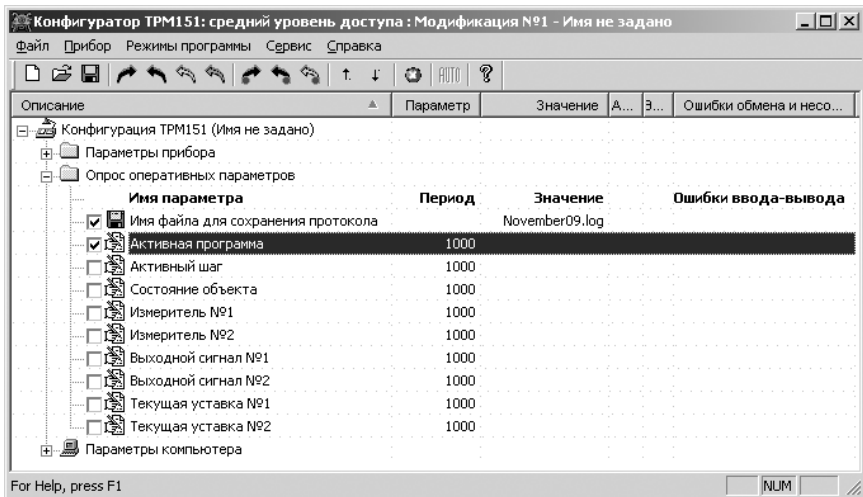 Конфигуратор ТРМ151: средний уровень доступа : Модификация №1 - Имя не задано
Файл Прибор Режимы программы Сервис Справка
AUTO
Описание Параметр Значение А... Э... Ошибки обмена и несо...
Конфигурация ТРМ151 (Имя не задано)
Параметры прибора
Опрос оперативных параметров
Имя параметра Период Значение Ошибки ввода-вывода
Имя файла для сохранения протокола November09.log
Активная программа 1000
Активный шаг 1000
Состояние объекта 1000
Измеритель №1 1000
Измеритель №2 1000
Выходной сигнал №1 1000
Выходной сигнал №2 1000
Текущая уставка №1 1000
Текущая уставка №2 1000
Параметры компьютера
For Help, press F1 NUM